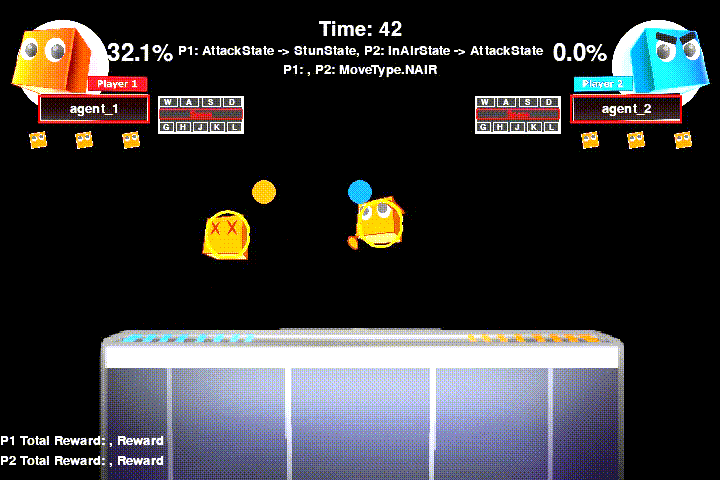 Time: 42
32.1%
P1: AttackState -> StunState, P2: InAirState -> AttackState
0.0%
P1: , P2: MoveType.NAIR
Player 1
Player 2
agent_1
agent_2
W A S D
G H J K L
W A S D
G H J K L
P1 Total Reward: , Reward
P2 Total Reward: , Reward